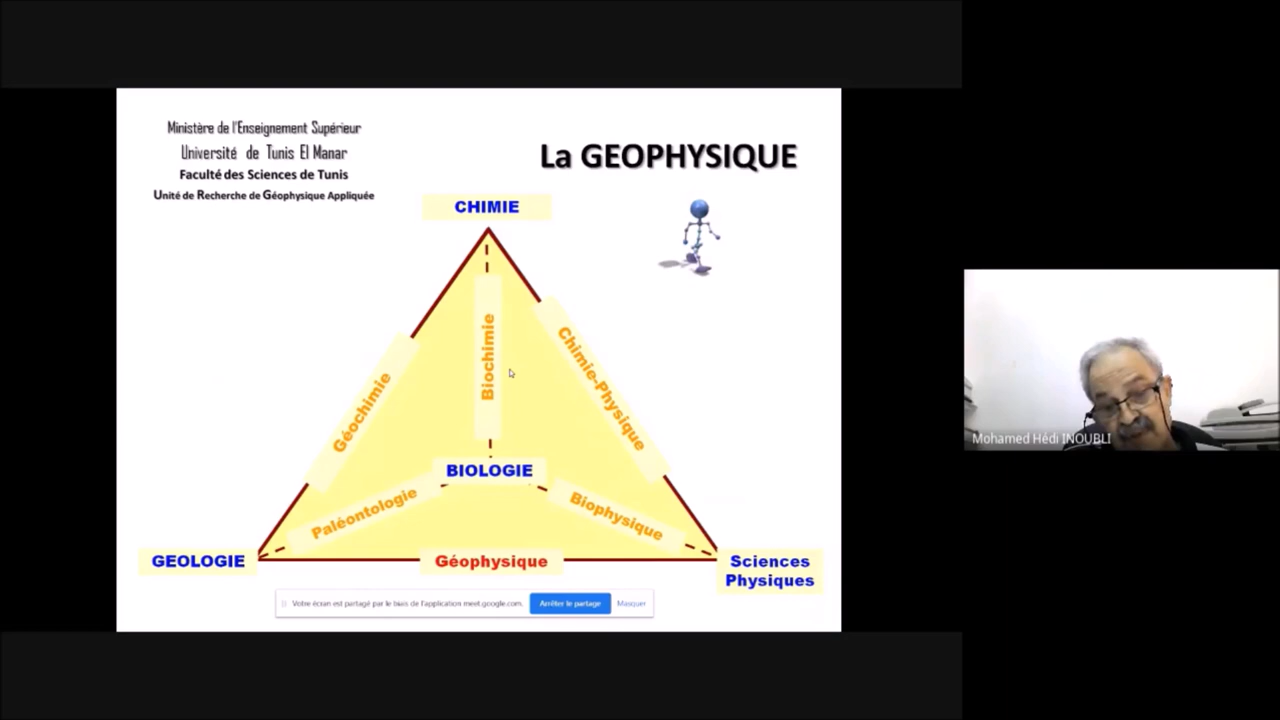 Ministère de l'Enseignement Supérieur
Université de Tunis El Manar
Faculté des Sciences de Tunis
Unité de Recherche de Géophysique Appliquée
La GEOPHYSIQUE
CHIMIE
Biochimie
Chimie-Physique
Géochimie
BIOLOGIE
Paléontologie
Biophysique
GEOLOGIE
Géophysique
Sciences
Physiques
Votre écran est partagé par le biais de l'application meet.google.com.
Arrêter le partage
Masquer
Mohamed Hédi INOUBLI